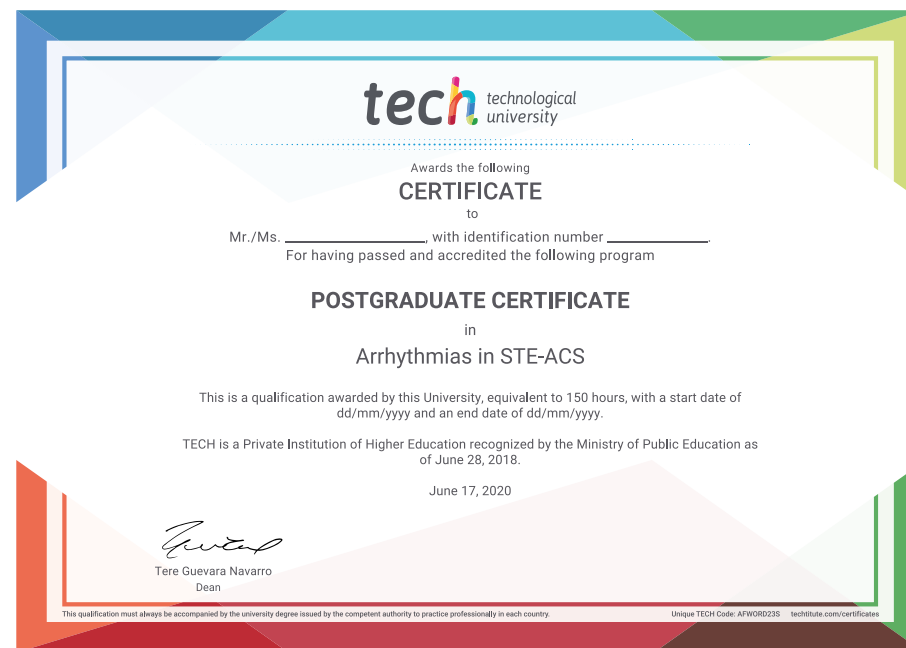 tech technological
university
Awards the following
CERTIFICATE
to
Mr./Ms. ____________________, with identification number ______________.
For having passed and accredited the following program
POSTGRADUATE CERTIFICATE
in
Arrhythmias in STE-ACS
This is a qualification awarded by this University, equivalent to 150 hours, with a start date of
dd/mm/yyyy and an end date of dd/mm/yyyy.
TECH is a Private Institution of Higher Education recognized by the Ministry of Public Education as
of June 28, 2018.
June 17, 2020
Tere Guevara Navarro
Dean
This qualification must always be accompanied by the university degree issued by the competent authority to practice professionally in each country.
Unique TECH Code: AFWORD23S techtitute.com/certificates